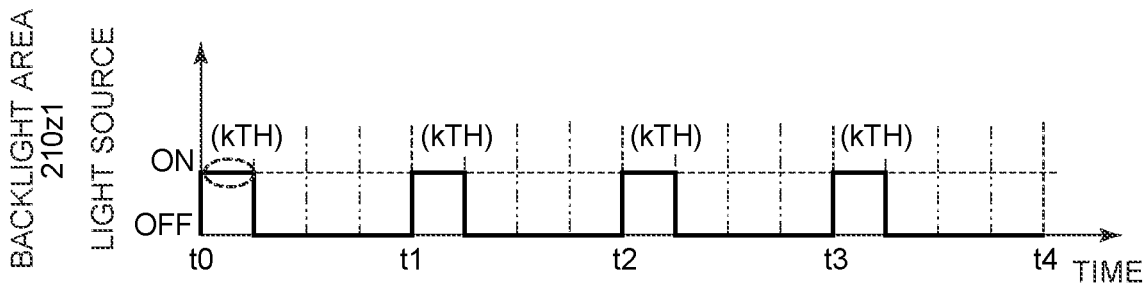 BACKLIGHT AREA
210z1
LIGHT SOURCE
(kTH) (kTH) (kTH) (kTH)
ON
OFF
t0 t1 t2 t3 t4
TIME